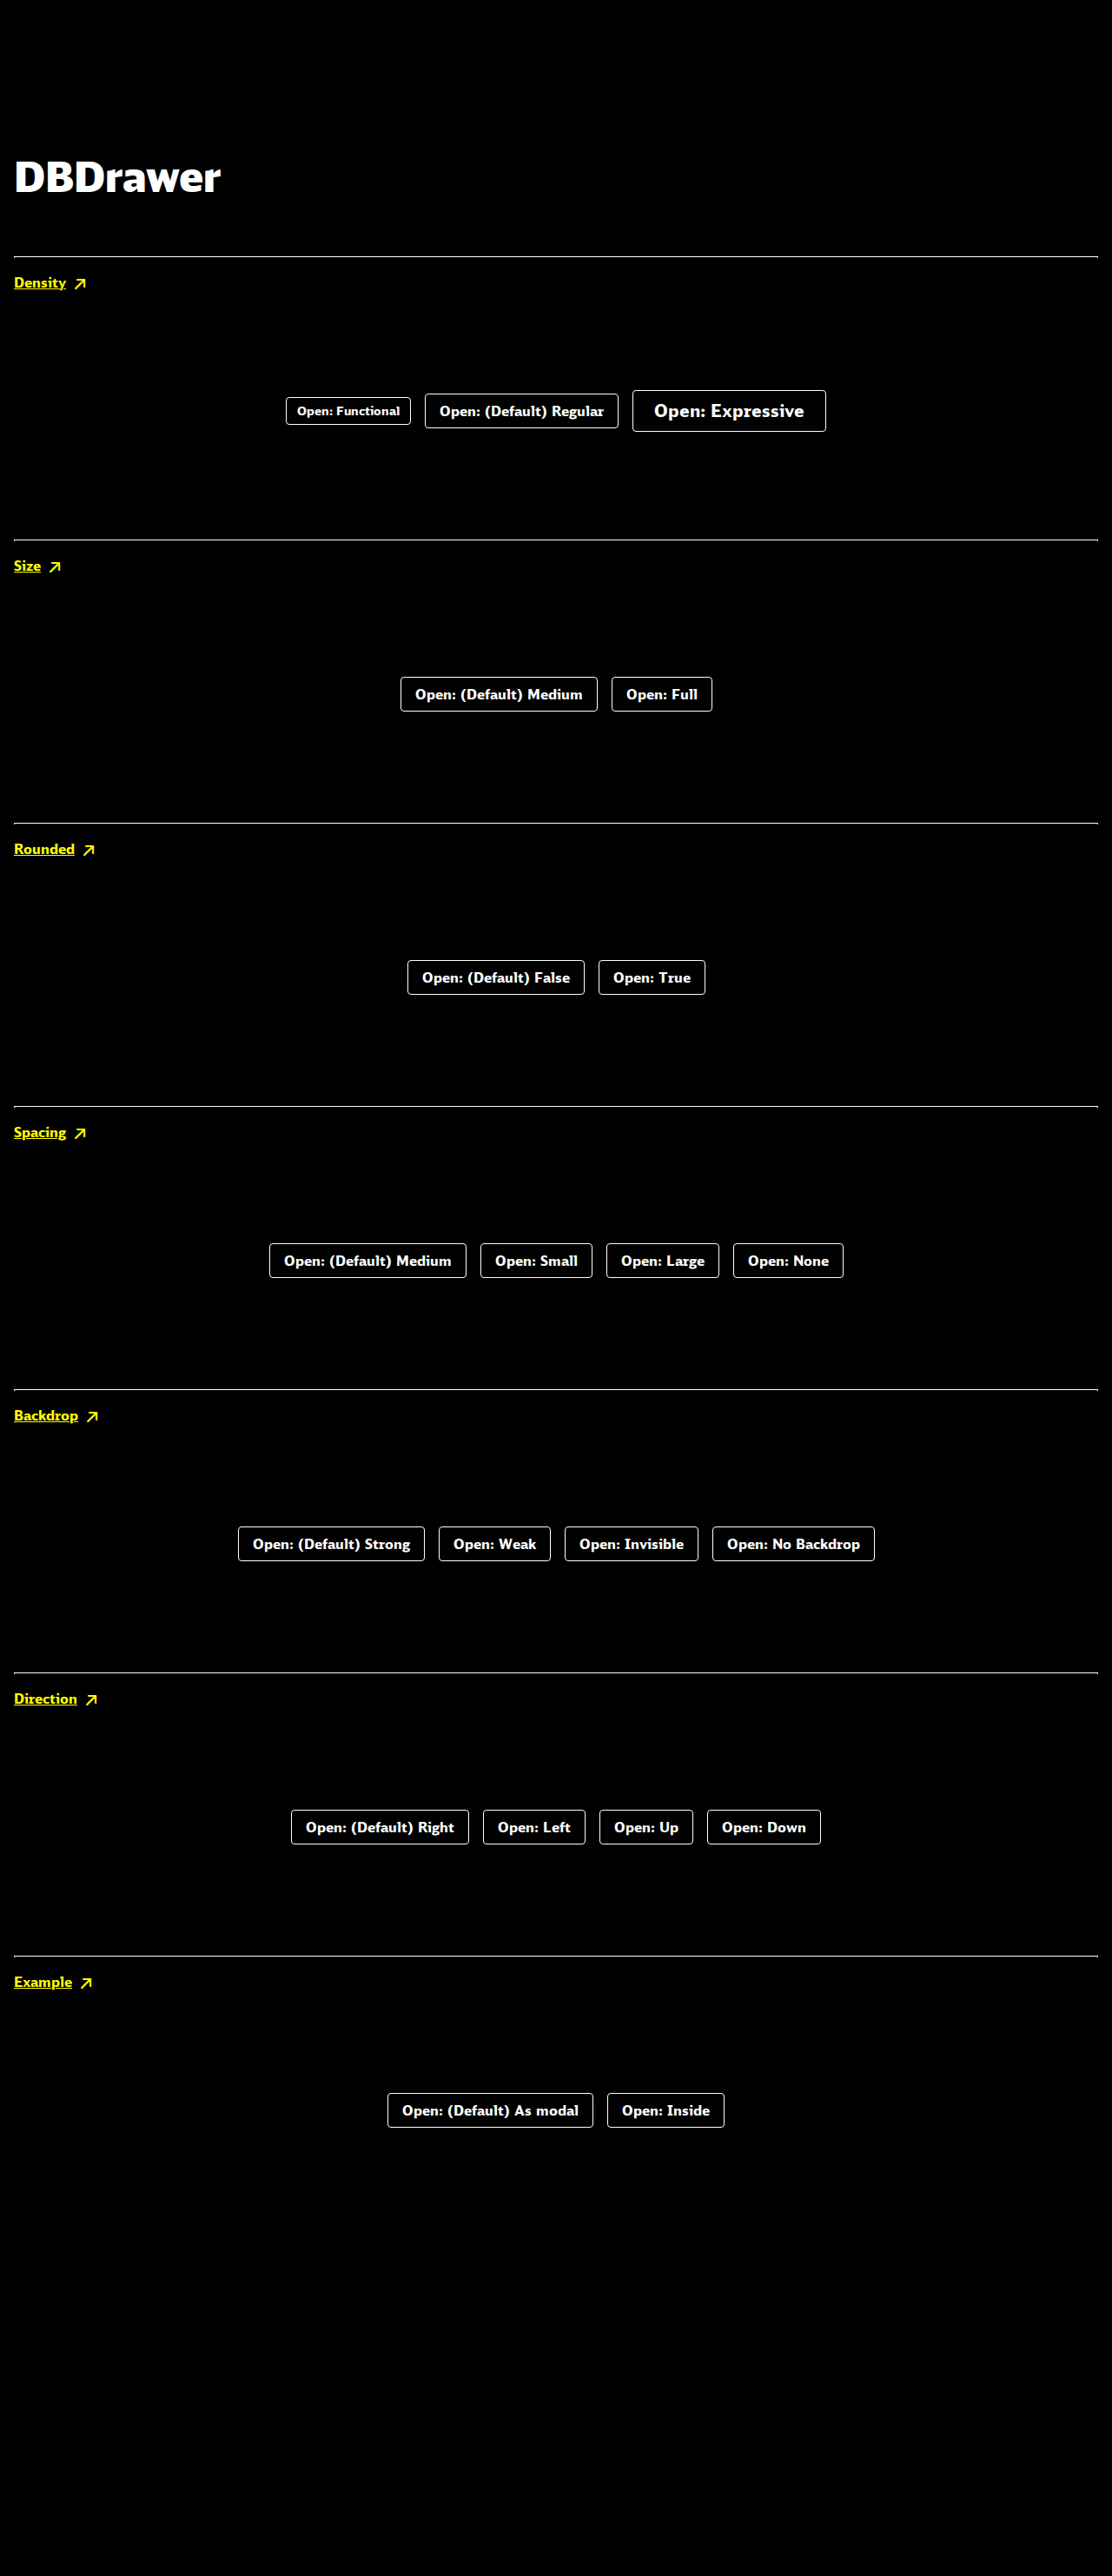 DBDrawer
Density
Open: Functional Open: (Default) Regular Open: Expressive
Size
Open: (Default) Medium Open: Full
Rounded
Open: (Default) False Open: True
Spacing
Open: (Default) Medium Open: Small Open: Large Open: None
Backdrop
Open: (Default) Strong Open: Weak Open: Invisible Open: No Backdrop
Direction
Open: (Default) Right Open: Left Open: Up Open: Down
Example
Open: (Default) As modal Open: Inside